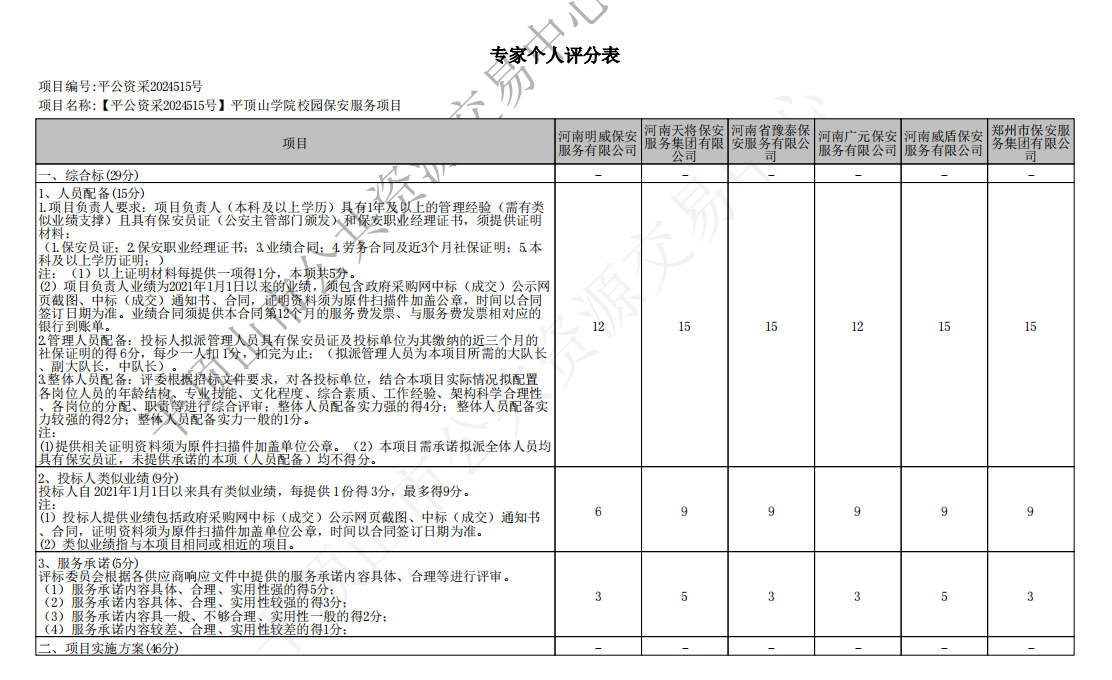 专家个人评分表
项目编号:平公资采2024515号
项目名称:【平公资采2024515号】平顶山学院校园保安服务项目
项目
河南明威保安
服务有限公司
河南天将保安
服务集团有限
公司
河南省豫泰保
安服务有限公
司
河南广元保安
服务有限公司
河南威盾保安
服务有限公司
郑州市保安服
务集团有限公
司
一、综合标(29分) - - - - - -
1、人员配备(15分)
1.项目负责人要求：项目负责人（本科及以上学历）具有1年及以上的管理经验（需有类
似业绩支撑）且具有保安员证（公安主管部门颁发）和保安职业经理证书，须提供证明
材料：
（1.保安员证；2.保安职业经理证书；3.业绩合同；4.劳务合同及近3个月社保证明；5.本
科及以上学历证明；）
注：（1）以上证明材料每提供一项得1分，本项共5分。
(2）项目负责人业绩为2021年1月1日以来的业绩，须包含政府采购网中标（成交）公示网
页截图、中标（成交）通知书、合同，证明资料须为原件扫描件加盖公章，时间以合同
签订日期为准。业绩合同须提供本合同第12个月的服务费发票、与服务费发票相对应的
银行到账单。
2.管理人员配备：投标人拟派管理人员具有保安员证及投标单位为其缴纳的近三个月的
社保证明的得 6分，每少一人扣 1分，扣完为止；（拟派管理人员为本项目所需的大队长
、副大队长，中队长）。
3.整体人员配备：评委根据招标文件要求，对各投标单位，结合本项目实际情况拟配置
各岗位人员的年龄结构、专业技能、文化程度、综合素质、工作经验、架构科学合理性
、各岗位的分配、职责等进行综合评审；整体人员配备实力强的得4分；整体人员配备实
力较强的得2分；整体人员配备实力一般的1分。
注：
(1)提供相关证明资料须为原件扫描件加盖单位公章。（2）本项目需承诺拟派全体人员均
具有保安员证，未提供承诺的本项（人员配备）均不得分。
12 15 15 12 15 15
2、投标人类似业绩(9分)
投标人自 2021年1月1日以来具有类似业绩，每提供 1 份得 3分，最多得9分。
注：
(1）投标人提供业绩包括政府采购网中标（成交）公示网页截图、中标（成交）通知书
、合同，证明资料须为原件扫描件加盖单位公章，时间以合同签订日期为准。
(2）类似业绩指与本项目相同或相近的项目。
6 9 9 9 9 9
3、服务承诺(5分)
评标委员会根据各供应商响应文件中提供的服务承诺内容具体、合理等进行评审。
（1）服务承诺内容具体、合理、实用性强的得5分；
（2）服务承诺内容具体、合理、实用性较强的得3分；
（3）服务承诺内容具一般、不够合理、实用性一般的得2分；
（4）服务承诺内容较差、合理、实用性较差的得1分；
3 5 3 3 5 3
二、项目实施方案(46分) - - - - - -
平顶山市公共资源交易中心
平顶山市公共资源交易中心